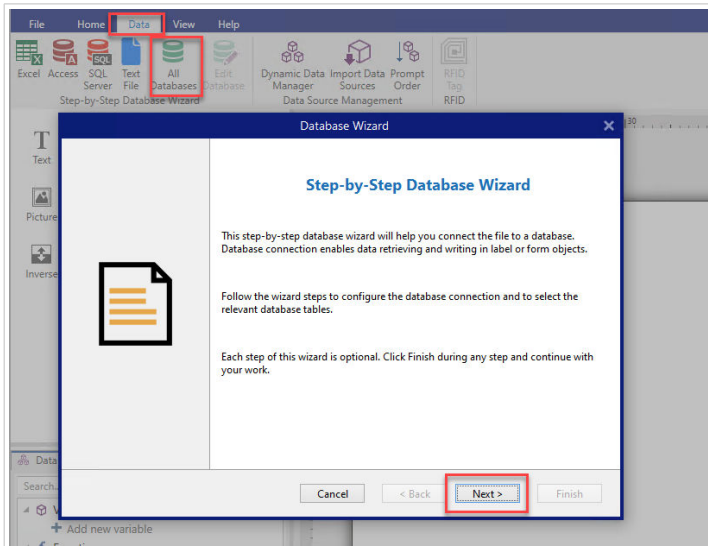 File Home Data View Help
Excel Access SQL Server Text File All Databases Edit Database Dynamic Data Manager Import Data Sources Prompt Order RFID Tag
Step-by-Step Database Wizard Data Source Management RFID
Database Wizard
30
Text
Picture
Inverse
Step-by-Step Database Wizard
This step-by-step database wizard will help you connect the file to a database.
Database connection enables data retrieving and writing in label or form objects.
Follow the wizard steps to configure the database connection and to select the
relevant database tables.
Each step of this wizard is optional. Click Finish during any step and continue with
your work.
Cancel < Back Next > Finish
Data
Search..
Add new variable